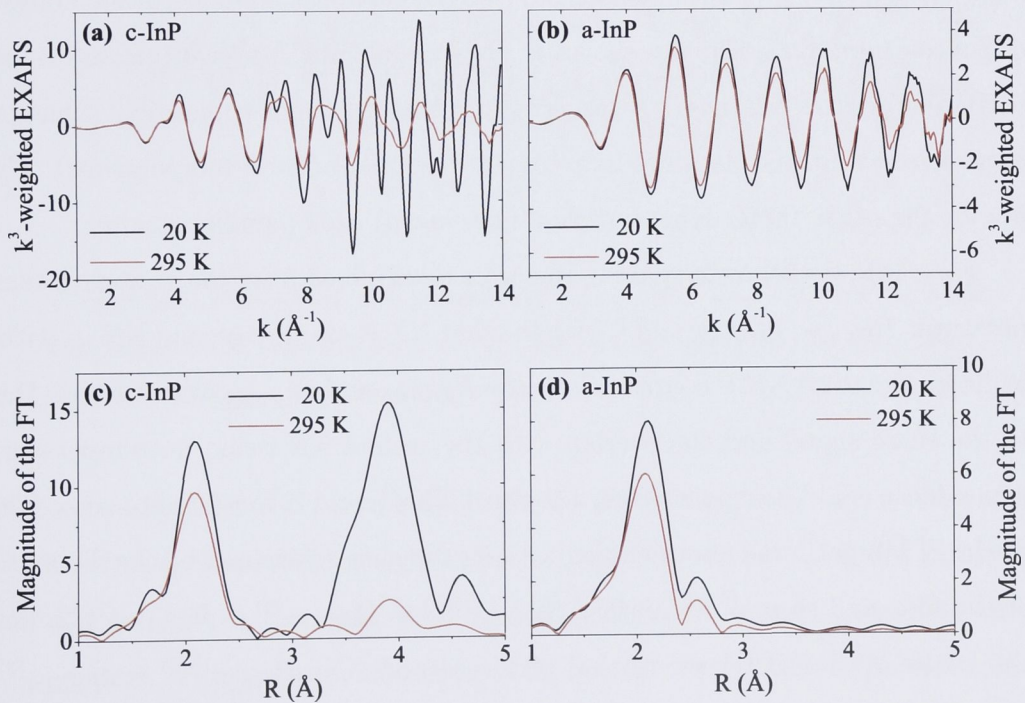 (a) c-InP
k³-weighted EXAFS
10
0
-10
-20
20 K
295 K
2 4 6 8 10 12 14
k (Å⁻¹)
(b) a-InP
4
2
0
-2
-4
-6
k³-weighted EXAFS
20 K
295 K
2 4 6 8 10 12 14
k (Å⁻¹)
(c) c-InP
20 K
295 K
Magnitude of the FT
15
10
5
0
1 2 3 4 5
R (Å)
(d) a-InP
20 K
295 K
10
8
6
4
2
0
Magnitude of the FT
1 2 3 4 5
R (Å)